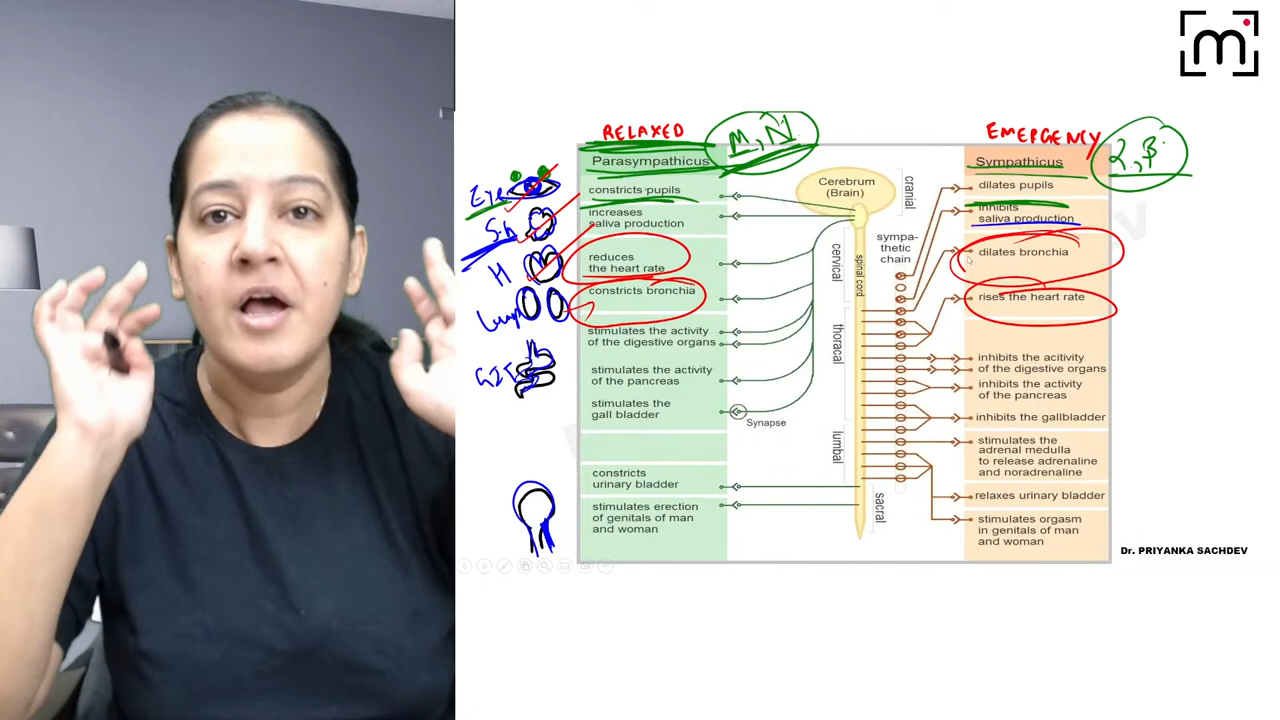 m
RELAXED
M, N
EMERGENCY
α, β
Parasympathicus
Sympathicus
Eye
constricts pupils
Cerebrum
(Brain)
cranial
dilates pupils
increases
saliva production
inhibits
saliva production
H
reduces
the heart rate
cervical
spinal cord
sympa-
thetic
chain
dilates bronchia
Lungs
constricts bronchia
rises the heart rate
stimulates the activity
of the digestive organs
thoracal
inhibits the acitivity
of the digestive organs
GIT
stimulates the activity
of the pancreas
inhibits the activity
of the pancreas
stimulates the
gall bladder
Synapse
inhibits the gallbladder
lumbal
stimulates the
adrenal medulla
to release adrenaline
and noradrenaline
constricts
urinary bladder
relaxes urinary bladder
sacral
stimulates erection
of genitals of man
and woman
stimulates orgasm
in genitals of man
and woman
Dr. PRIYANKA SACHDEV